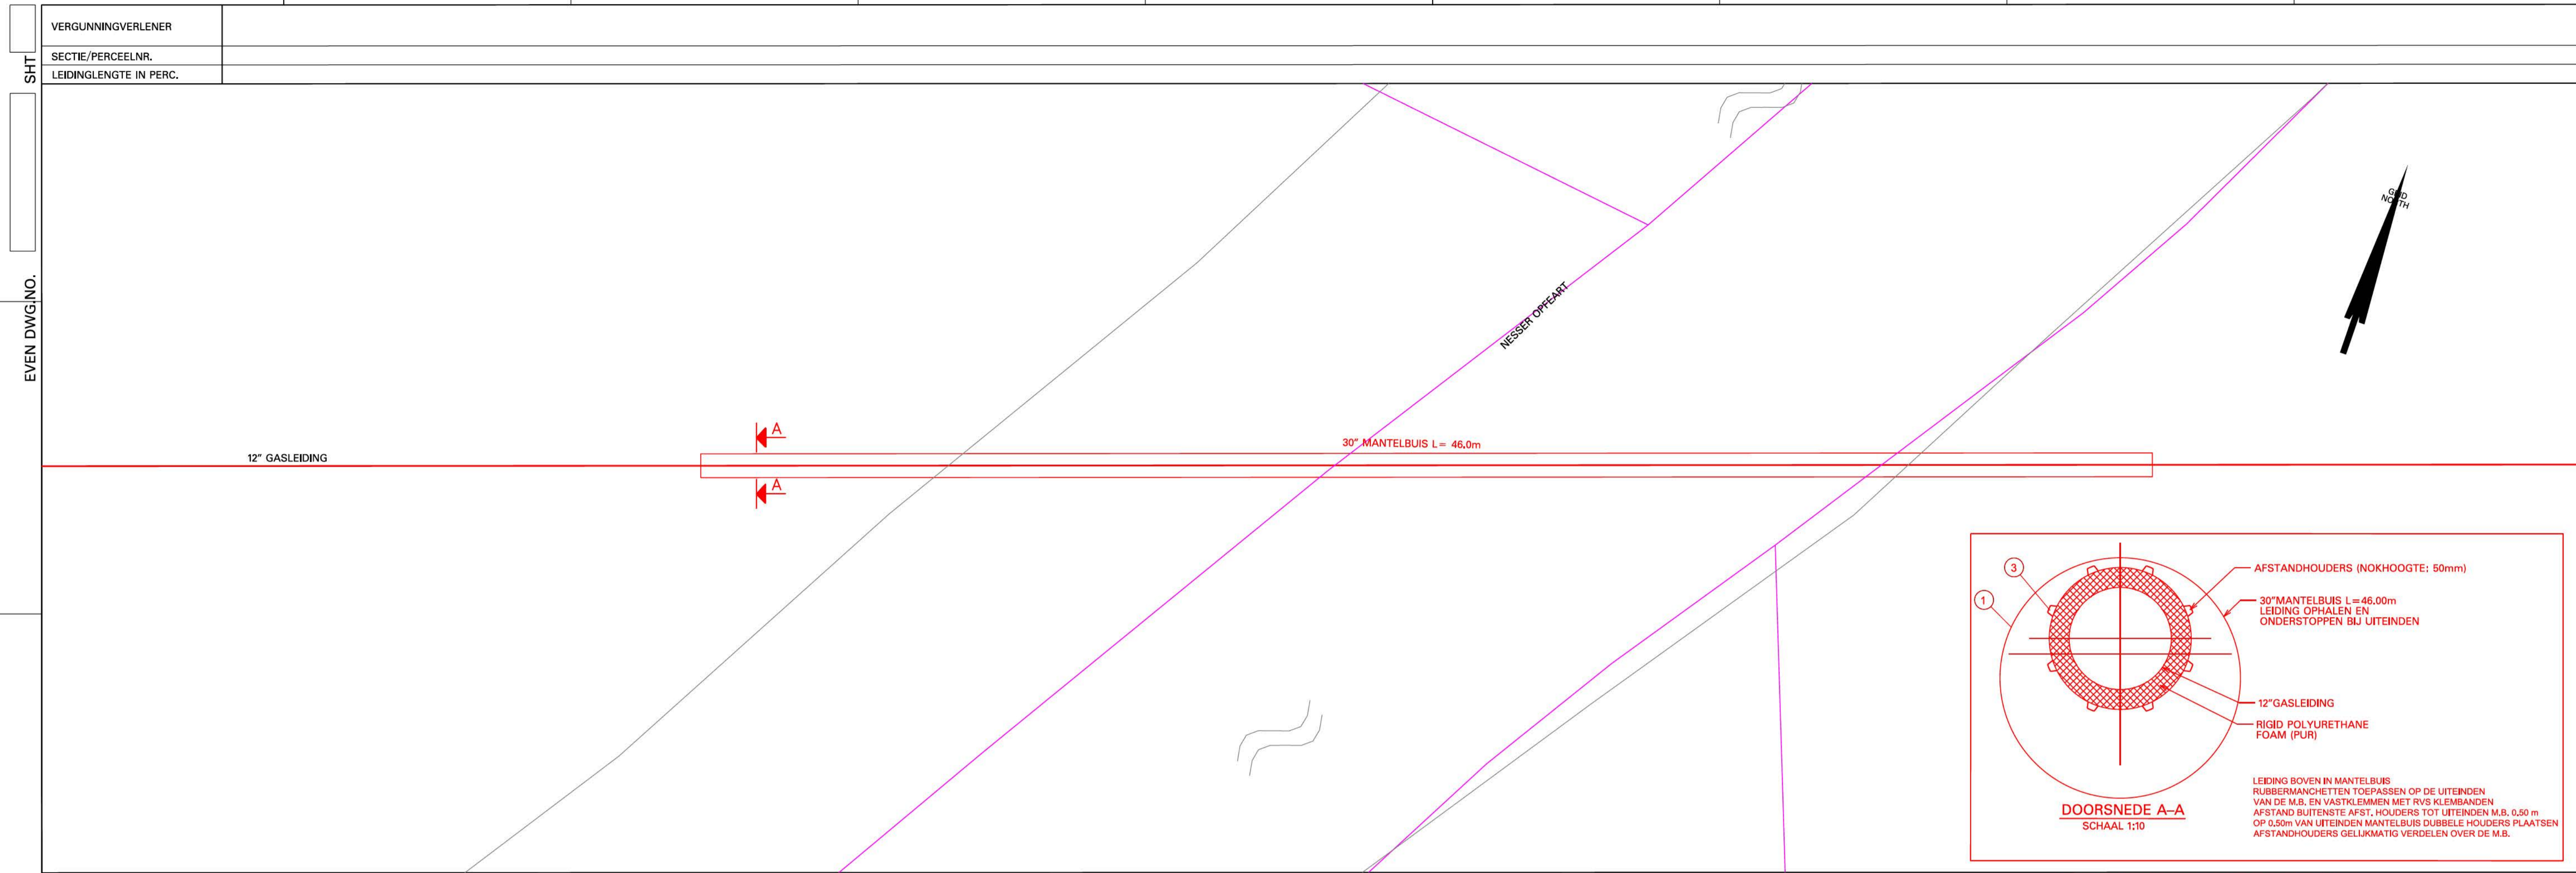 VERGUNNINGVERLENER
SECTIE/PERCEELNR.
LEIDINGLENGTE IN PERC.
SHT
EVEN DWG.NO.
GRID
NORTH
NESSER OPFEART
A
30" MANTELBUIS L= 46.0m
12" GASLEIDING
A
3
AFSTANDHOUDERS (NOKHOOGTE: 50mm)
1
30"MANTELBUIS L=46.00m
LEIDING OPHALEN EN
ONDERSTOPPEN BIJ UITEINDEN
12"GASLEIDING
RIGID POLYURETHANE
FOAM (PUR)
DOORSNEDE A-A
SCHAAL 1:10
LEIDING BOVEN IN MANTELBUIS
RUBBERMANCHETTEN TOEPASSEN OP DE UITEINDEN
VAN DE M.B. EN VASTKLEMMEN MET RVS KLEMBANDEN
AFSTAND BUITENSTE AFST. HOUDERS TOT UITEINDEN M.B. 0.50 m
OP 0.50m VAN UITEINDEN MANTELBUIS DUBBELE HOUDERS PLAATSEN
AFSTANDHOUDERS GELIJKMATIG VERDELEN OVER DE M.B.